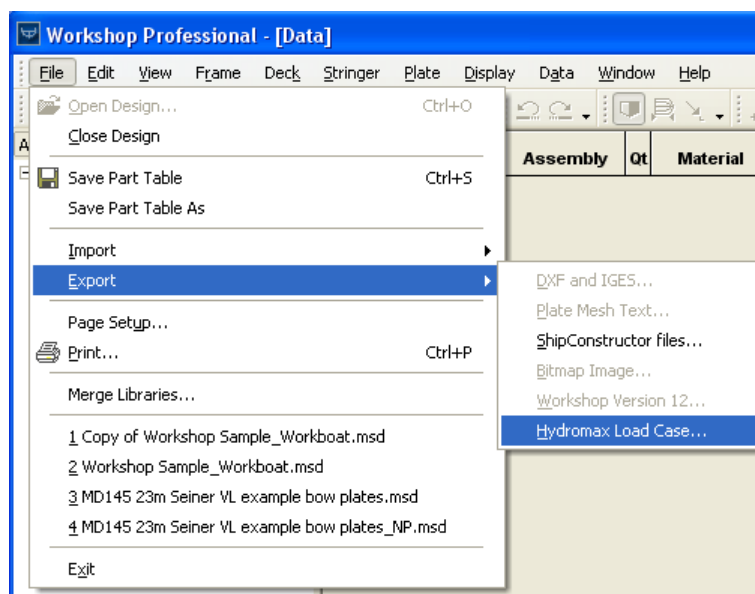 Workshop Professional - [Data]
File Edit View Frame Deck Stringer Plate Display Data Window Help
Open Design... Ctrl+O
Close Design
A
Assembly Qt Material
Save Part Table Ctrl+S
Save Part Table As
Import
Export
DXF and IGES...
Plate Mesh Text...
ShipConstructor files...
Bitmap Image...
Workshop Version 12...
Hydromax Load Case...
Page Setup...
Print... Ctrl+P
Merge Libraries...
1 Copy of Workshop Sample_Workboat.msd
2 Workshop Sample_Workboat.msd
3 MD145 23m Seiner VL example bow plates.msd
4 MD145 23m Seiner VL example bow plates_NP.msd
Exit